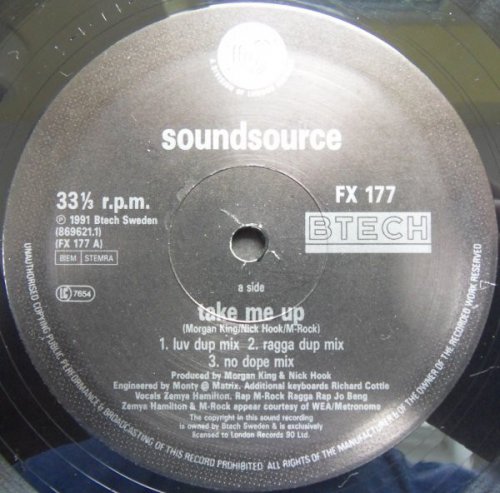 soundsource
33⅓ r.p.m.
℗ 1991 Btech Sweden
(869621.1)
(FX 177 A)
BIEM STEMRA
LC 7654
FX 177
BTECH
a side
take me up
(Morgan King/Nick Hook/M-Rock)
1. luv dup mix 2. ragga dup mix
3. no dope mix
Produced by Morgan King & Nick Hook
Engineered by Monty @ Matrix. Additional keyboards Richard Cottle
Vocals Zemya Hamilton. Rap M-Rock Ragga Rap Jo Beng
Zemya Hamilton & M-Rock appear courtesy of WEA/Metronome
The copyright in this sound recording
is owned by Btech Sweden & is exclusively
licensed to London Records 90 Ltd.
UNAUTHORISED COPYING PUBLIC PERFORMANCE & BROADCASTING OF THIS RECORD PROHIBITED. ALL RIGHTS OF THE MANUFACTURER AND OF THE OWNER OF THE RECORDED WORK RESERVED